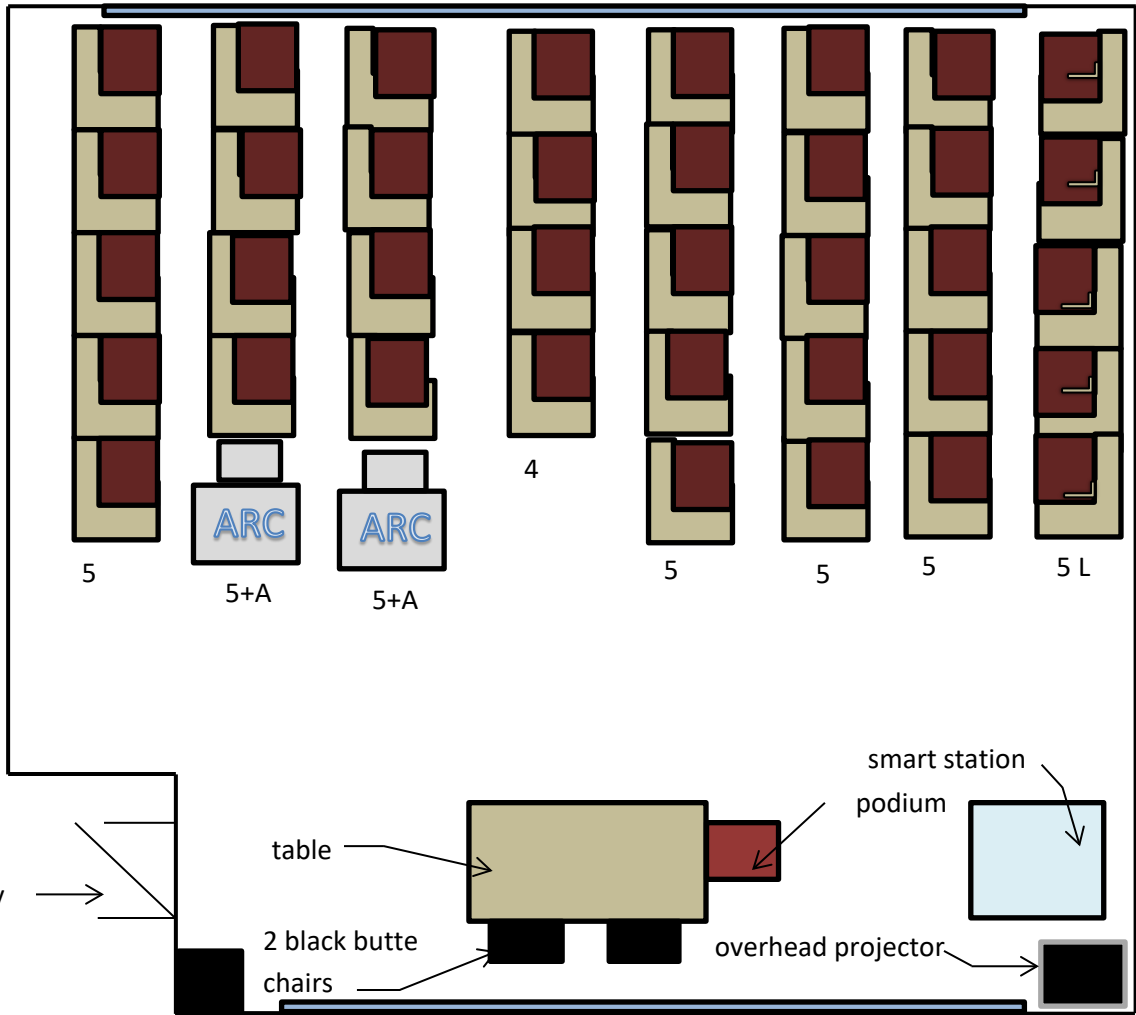 ARC
ARC
4
5
5+A
5+A
5
5
5
5 L
smart station
podium
table
2 black butte
chairs
overhead projector